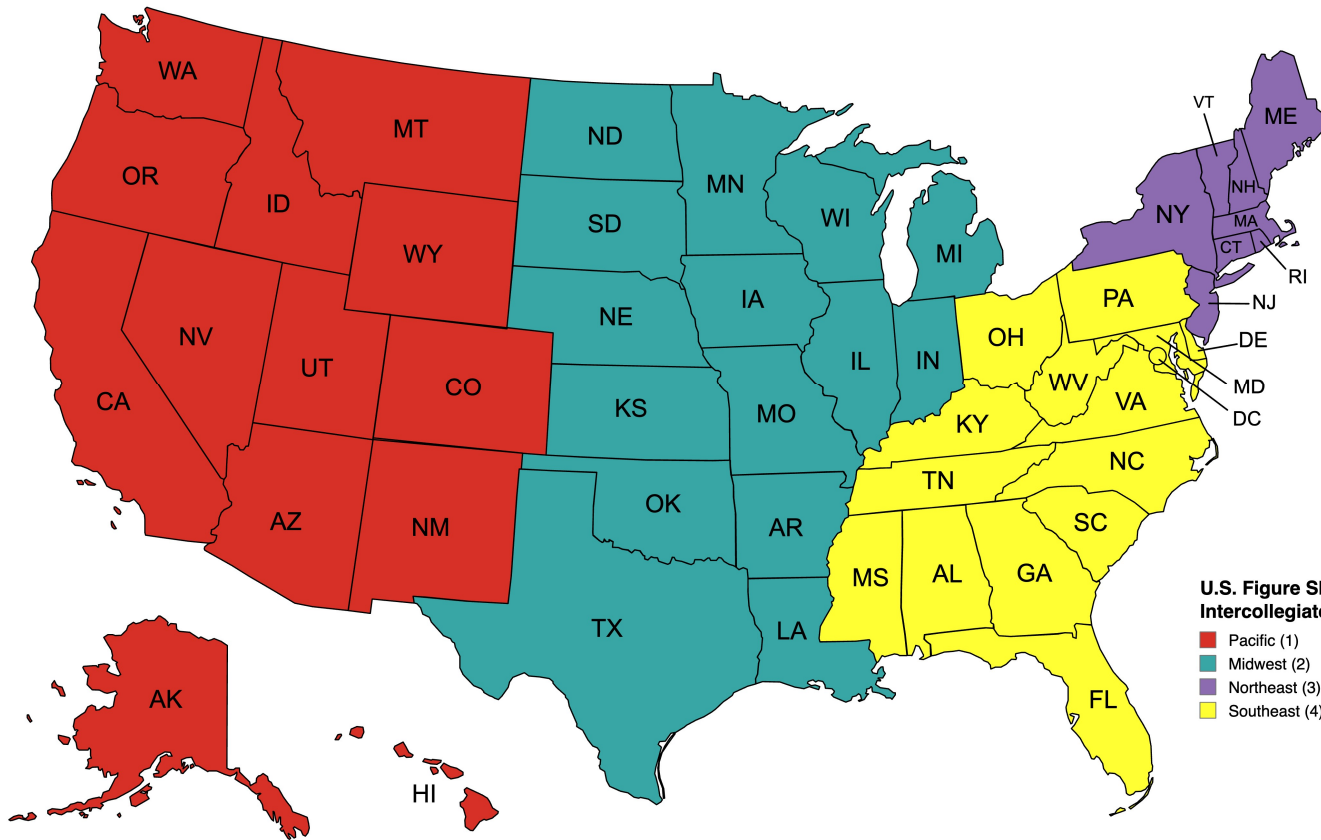 WA
MT
ND
MN
VT
ME
OR
ID
WY
SD
WI
MI
NY
NH
MA
CT
RI
NV
UT
CO
NE
IA
IL
IN
OH
PA
NJ
DE
MD
DC
CA
KS
MO
KY
WV
VA
AZ
NM
OK
AR
TN
NC
SC
MS
AL
GA
TX
LA
FL
AK
HI
U.S. Figure
Intercollegiate
Pacific (1)
Midwest (2)
Northeast (3)
Southeast (4)